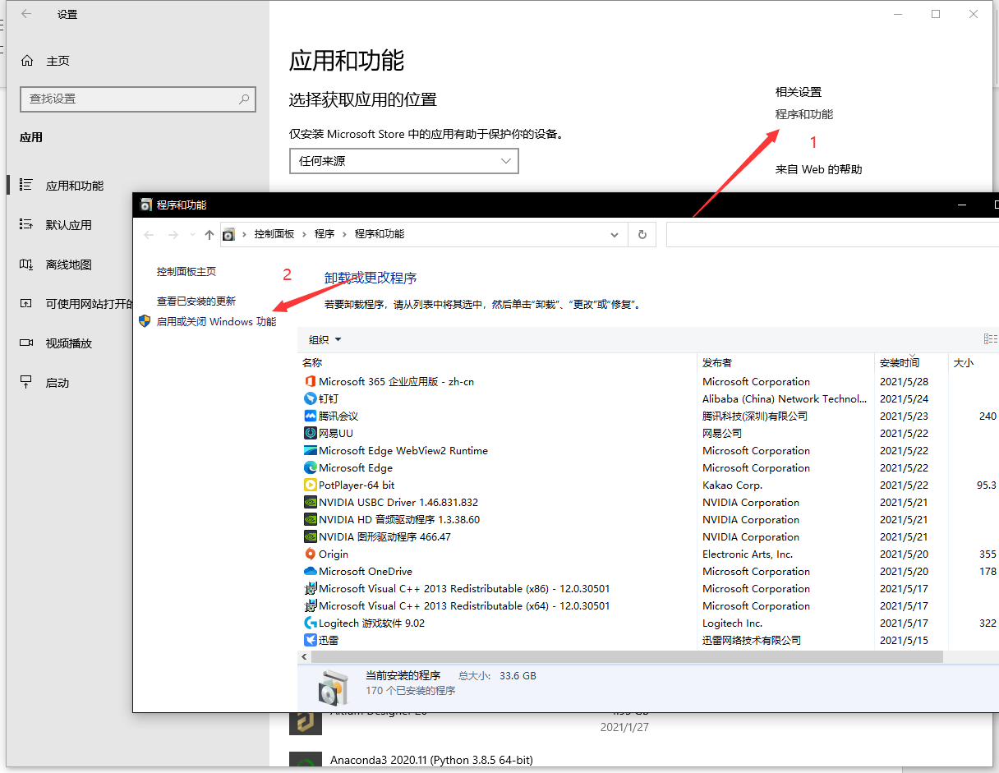 设置
主页
查找设置
应用
应用和功能
默认应用
离线地图
可使用网站打开的
视频播放
启动
应用和功能
选择获取应用的位置
仅安装 Microsoft Store 中的应用有助于保护你的设备。
任何来源
相关设置
程序和功能
1
来自 Web 的帮助
程序和功能
控制面板 程序 程序和功能
控制面板主页
2
查看已安装的更新
启用或关闭 Windows 功能
卸载或更改程序
若要卸载程序，请从列表中将其选中，然后单击“卸载”、“更改”或“修复”。
组织
名称 发布者 安装时间 大小
Microsoft 365 企业应用版 - zh-cn Microsoft Corporation 2021/5/28
钉钉 Alibaba (China) Network Technol... 2021/5/24
腾讯会议 腾讯科技(深圳)有限公司 2021/5/23 240
网易UU 网易公司 2021/5/22
Microsoft Edge WebView2 Runtime Microsoft Corporation 2021/5/22
Microsoft Edge Microsoft Corporation 2021/5/22
PotPlayer-64 bit Kakao Corp. 2021/5/22 95.3
NVIDIA USBC Driver 1.46.831.832 NVIDIA Corporation 2021/5/21
NVIDIA HD 音频驱动程序 1.3.38.60 NVIDIA Corporation 2021/5/21
NVIDIA 图形驱动程序 466.47 NVIDIA Corporation 2021/5/21
Origin Electronic Arts, Inc. 2021/5/20 355
Microsoft OneDrive Microsoft Corporation 2021/5/20 178
Microsoft Visual C++ 2013 Redistributable (x86) - 12.0.30501 Microsoft Corporation 2021/5/17
Microsoft Visual C++ 2013 Redistributable (x64) - 12.0.30501 Microsoft Corporation 2021/5/17
Logitech 游戏软件 9.02 Logitech Inc. 2021/5/17 322
迅雷 迅雷网络技术有限公司 2021/5/15
当前安装的程序 总大小: 33.6 GB
170 个已安装的程序
Altium Designer 20
2021/1/27
Anaconda3 2020.11 (Python 3.8.5 64-bit)